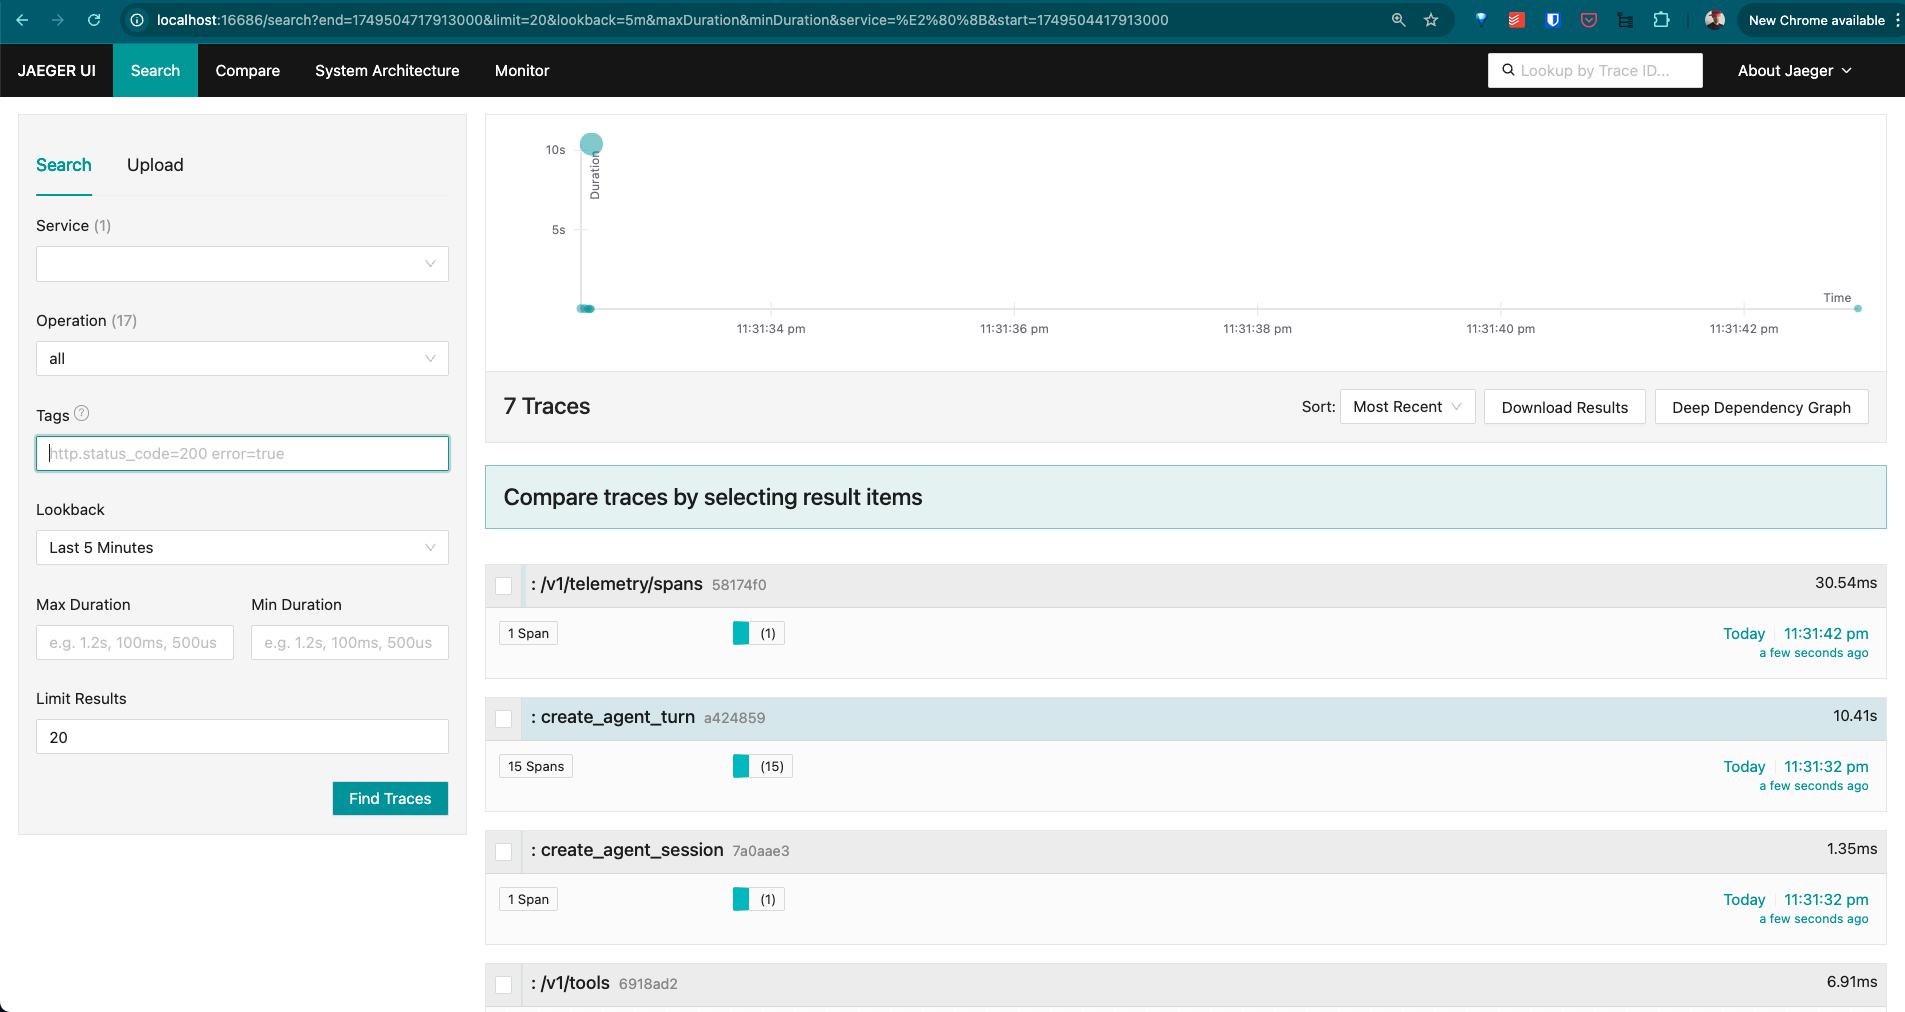 localhost:16686/search?end=1749504717913000&limit=20&lookback=5m&maxDuration&minDuration&service=%E2%80%8B&start=1749504417913000
New Chrome available
JAEGER UI
Search
Compare
System Architecture
Monitor
Lookup by Trace ID...
About Jaeger
Search
Upload
Service (1)
Operation (17)
all
Tags ?
http.status_code=200 error=true
Lookback
Last 5 Minutes
Max Duration
Min Duration
e.g. 1.2s, 100ms, 500us
e.g. 1.2s, 100ms, 500us
Limit Results
20
Find Traces
10s
Duration
5s
Time
11:31:34 pm
11:31:36 pm
11:31:38 pm
11:31:40 pm
11:31:42 pm
7 Traces
Sort: Most Recent
Download Results
Deep Dependency Graph
Compare traces by selecting result items
: /v1/telemetry/spans 58174f0
30.54ms
1 Span
(1)
Today 11:31:42 pm
a few seconds ago
: create_agent_turn a424859
10.41s
15 Spans
(15)
Today 11:31:32 pm
a few seconds ago
: create_agent_session 7a0aae3
1.35ms
1 Span
(1)
Today 11:31:32 pm
a few seconds ago
: /v1/tools 6918ad2
6.91ms